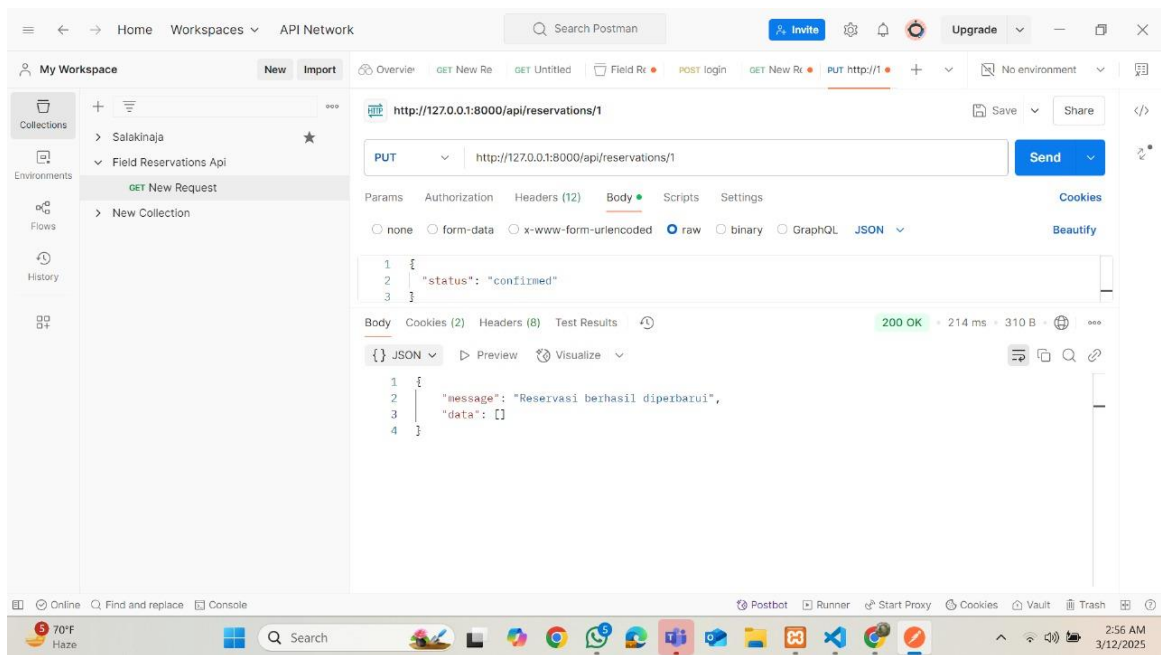 Home Workspaces API Network Search Postman Invite Upgrade
My Workspace New Import Overvie GET New Re GET Untitled Field Re POST login GET New Re PUT http://1 No environment
Collections
Environments
Flows
History
Salakinaja
Field Reservations Api
GET New Request
New Collection
HTTP http://127.0.0.1:8000/api/reservations/1 Save Share
PUT http://127.0.0.1:8000/api/reservations/1 Send
Params Authorization Headers (12) Body Scripts Settings Cookies
none form-data x-www-form-urlencoded raw binary GraphQL JSON Beautify
1 {
2 "status": "confirmed"
3 }
Body Cookies (2) Headers (8) Test Results 200 OK 214 ms 310 B
{} JSON Preview Visualize
1 {
2 "message": "Reservasi berhasil diperbarui",
3 "data": []
4 }
Online Find and replace Console Postbot Runner Start Proxy Cookies Vault Trash
5 70°F Search 5 2:56 AM
Haze 3/12/2025